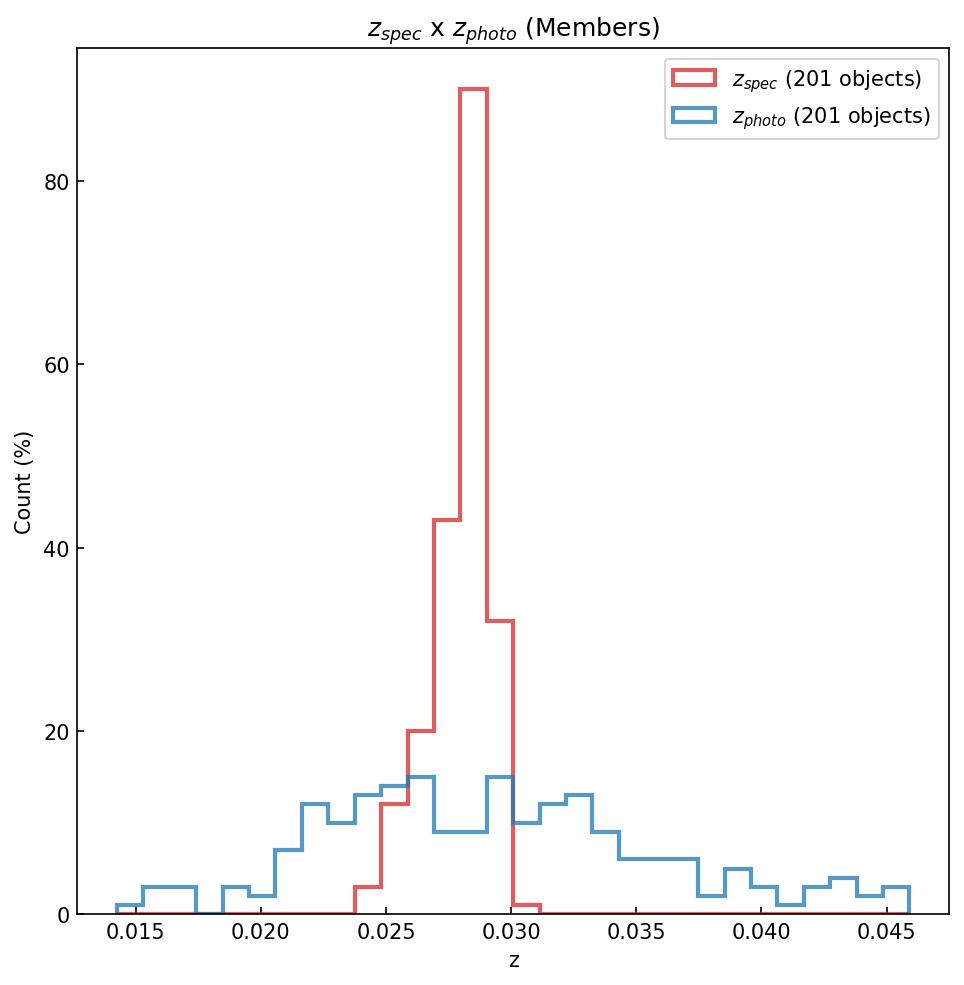 z_spec x z_photo (Members)
z_spec (201 objects)
z_photo (201 objects)
80
60
40
20
0
Count (%)
0.015 0.020 0.025 0.030 0.035 0.040 0.045
z